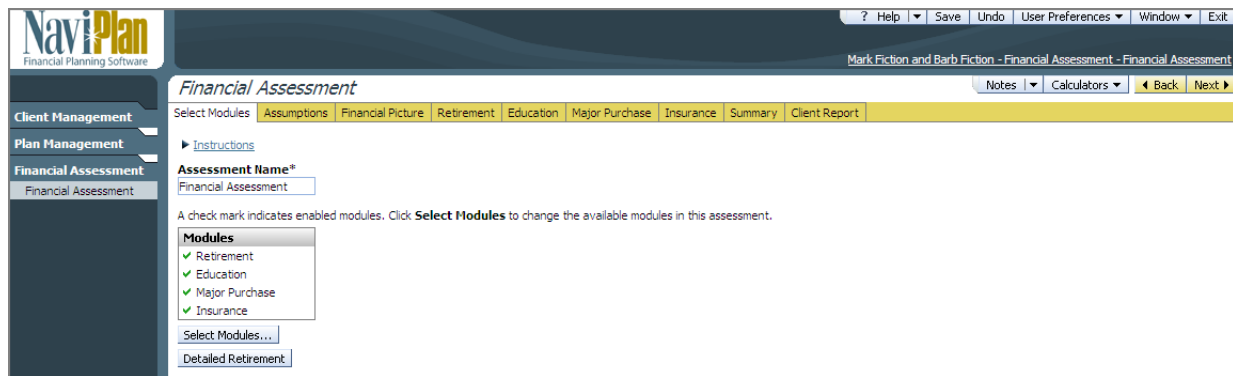 NaviPlan
Financial Planning Software
? Help Save Undo User Preferences Window Exit
Mark Fiction and Barb Fiction - Financial Assessment - Financial Assessment
Financial Assessment
Notes Calculators Back Next
Client Management
Plan Management
Financial Assessment
Financial Assessment
Select Modules Assumptions Financial Picture Retirement Education Major Purchase Insurance Summary Client Report
Instructions
Assessment Name*
Financial Assessment
A check mark indicates enabled modules. Click Select Modules to change the available modules in this assessment.
Modules
Retirement
Education
Major Purchase
Insurance
Select Modules...
Detailed Retirement